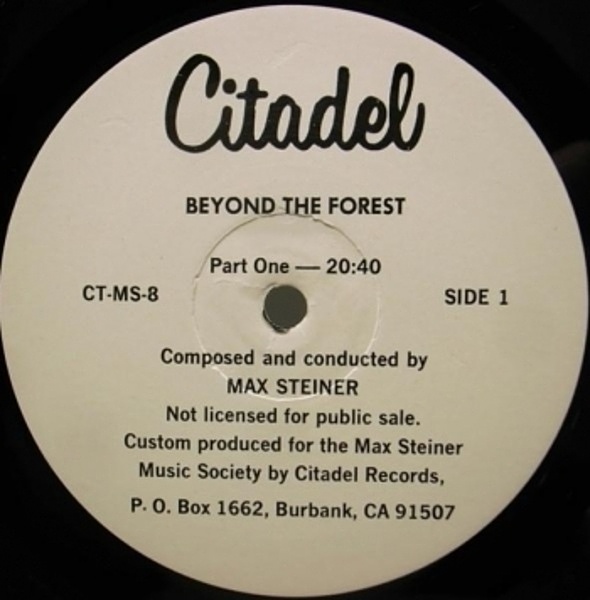 Citadel
BEYOND THE FOREST
Part One — 20:40
CT-MS-8
SIDE 1
Composed and conducted by
MAX STEINER
Not licensed for public sale.
Custom produced for the Max Steiner
Music Society by Citadel Records,
P. O. Box 1662, Burbank, CA 91507